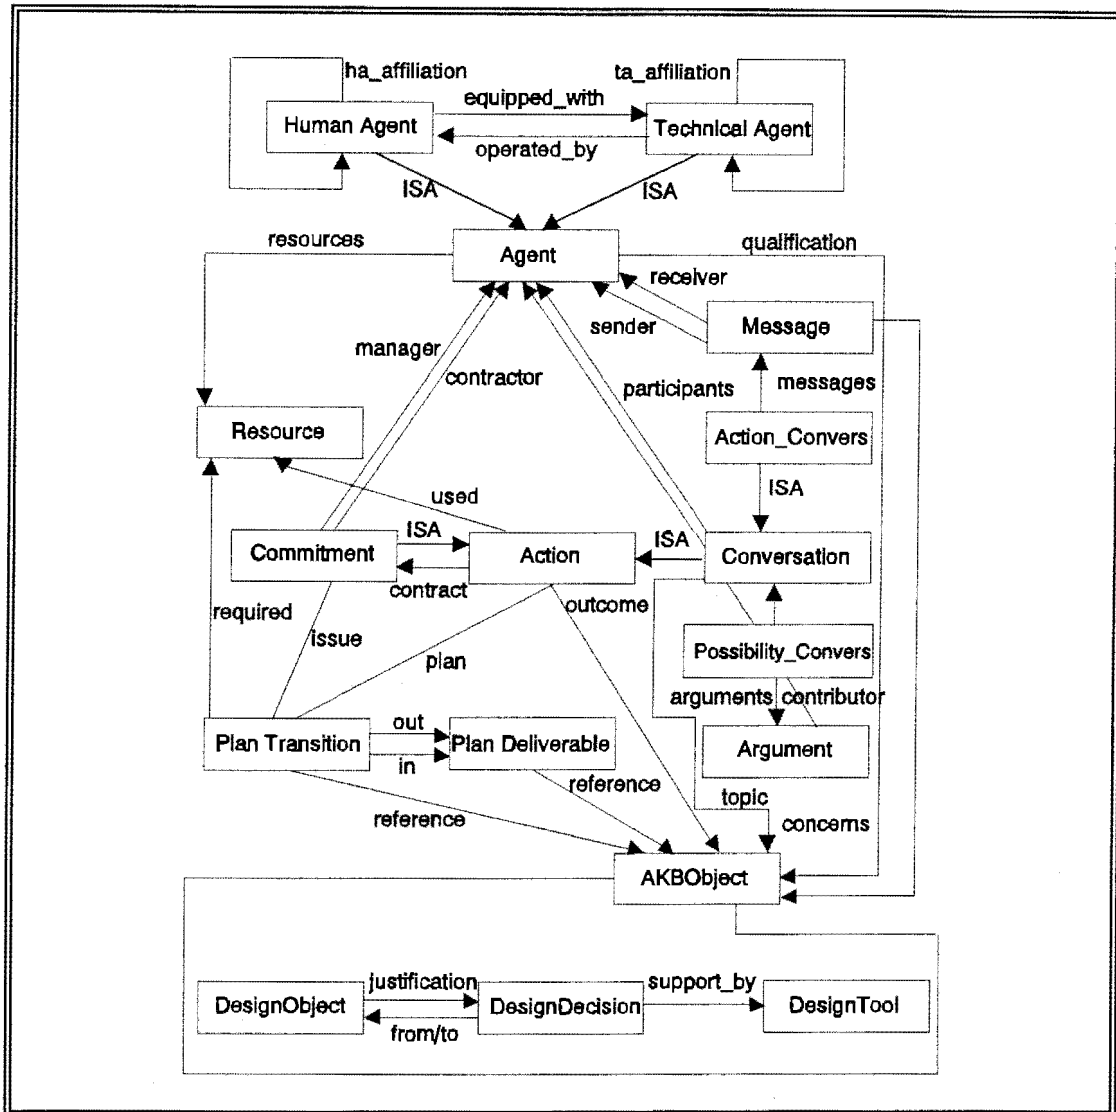 ha_affiliation
ta_affiliation
equipped_with
Human Agent
Technical Agent
operated_by
ISA
ISA
resources
Agent
qualification
receiver
sender
Message
manager
contractor
participants
messages
Resource
Action_Convers
used
ISA
ISA
ISA
Commitment
Action
Conversation
contract
outcome
required
issue
plan
Possibility_Convers
arguments
contributor
out
Plan Transition
Plan Deliverable
Argument
in
reference
reference
topic
concerns
AKBObject
justification
support_by
DesignObject
DesignDecision
DesignTool
from/to